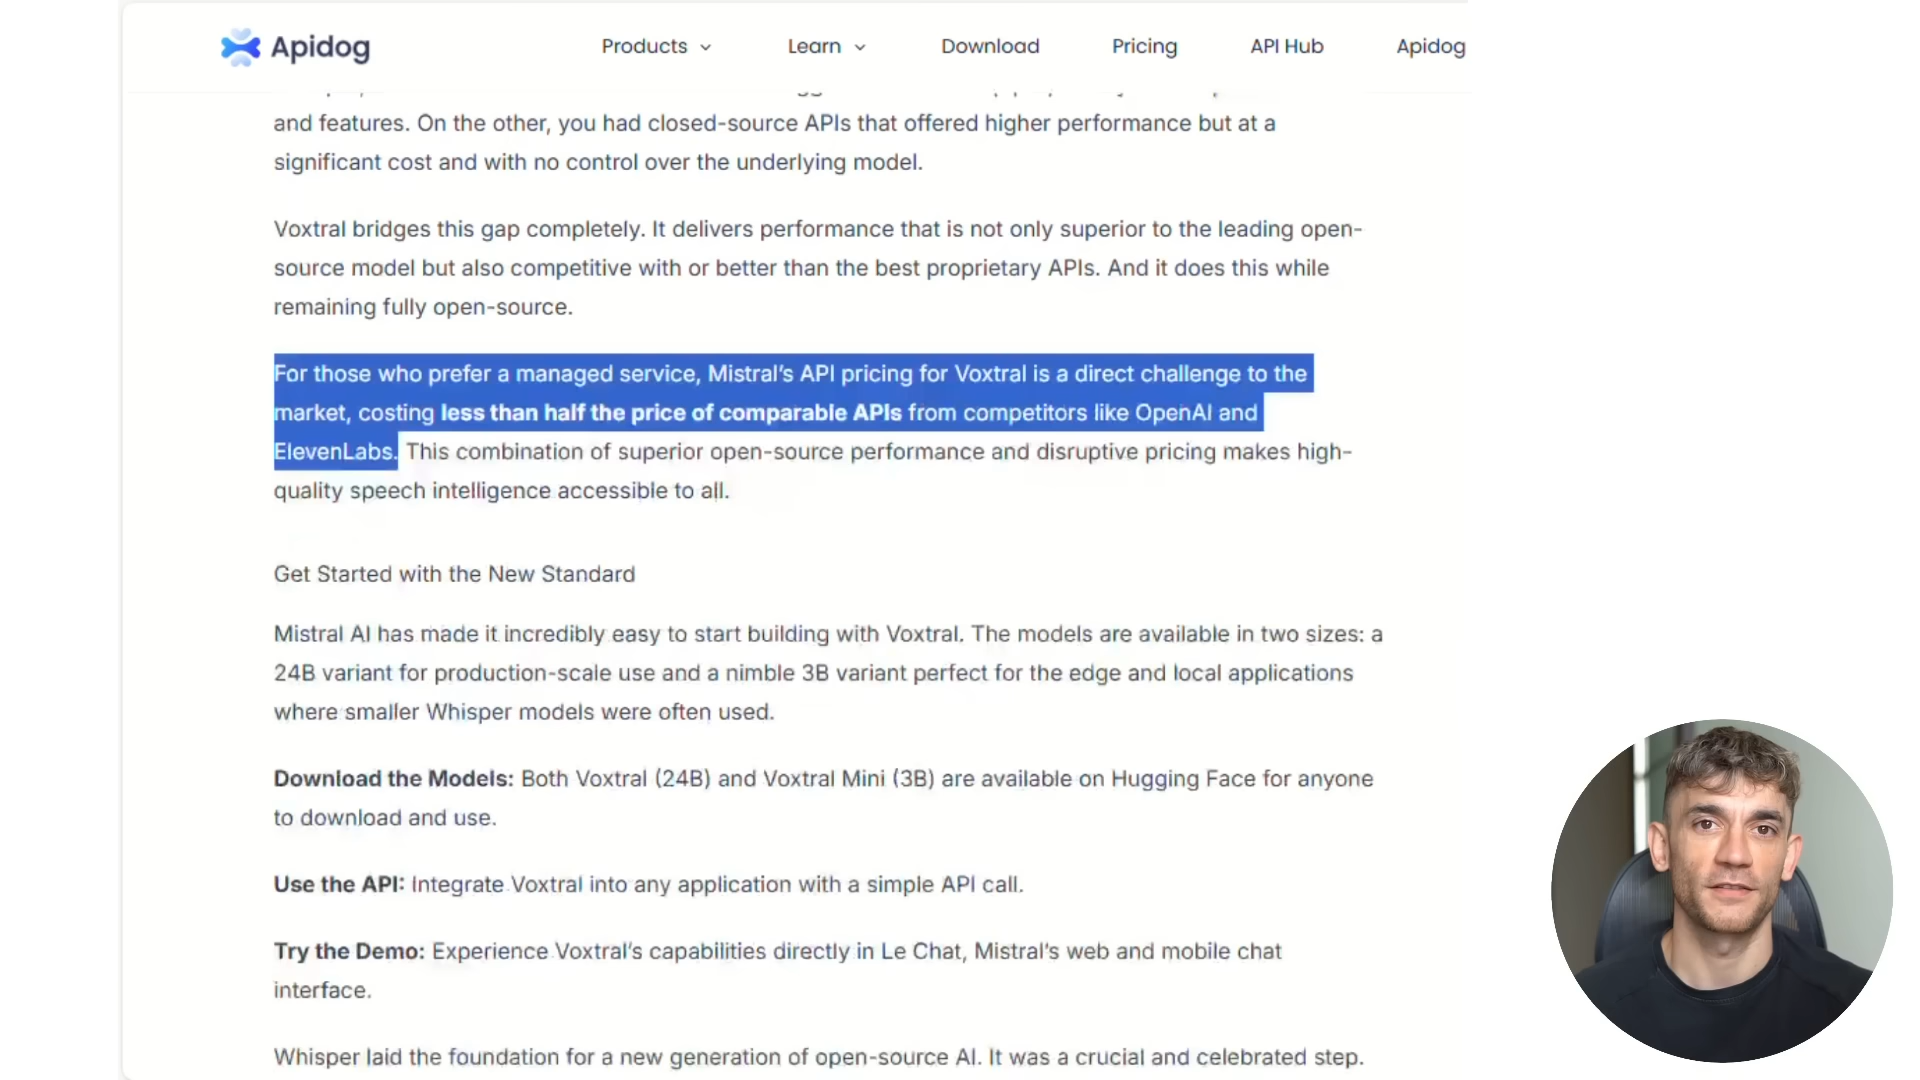 Apidog
Products
Learn
Download
Pricing
API Hub
Apidog
and features. On the other, you had closed-source APIs that offered higher performance but at a
significant cost and with no control over the underlying model.
Voxtral bridges this gap completely. It delivers performance that is not only superior to the leading open-
source model but also competitive with or better than the best proprietary APIs. And it does this while
remaining fully open-source.
For those who prefer a managed service, Mistral's API pricing for Voxtral is a direct challenge to the
market, costing less than half the price of comparable APIs from competitors like OpenAI and
ElevenLabs. This combination of superior open-source performance and disruptive pricing makes high-
quality speech intelligence accessible to all.
Get Started with the New Standard
Mistral AI has made it incredibly easy to start building with Voxtral. The models are available in two sizes: a
24B variant for production-scale use and a nimble 3B variant perfect for the edge and local applications
where smaller Whisper models were often used.
Download the Models: Both Voxtral (24B) and Voxtral Mini (3B) are available on Hugging Face for anyone
to download and use.
Use the API: Integrate Voxtral into any application with a simple API call.
Try the Demo: Experience Voxtral's capabilities directly in Le Chat, Mistral's web and mobile chat
interface.
Whisper laid the foundation for a new generation of open-source AI. It was a crucial and celebrated step.